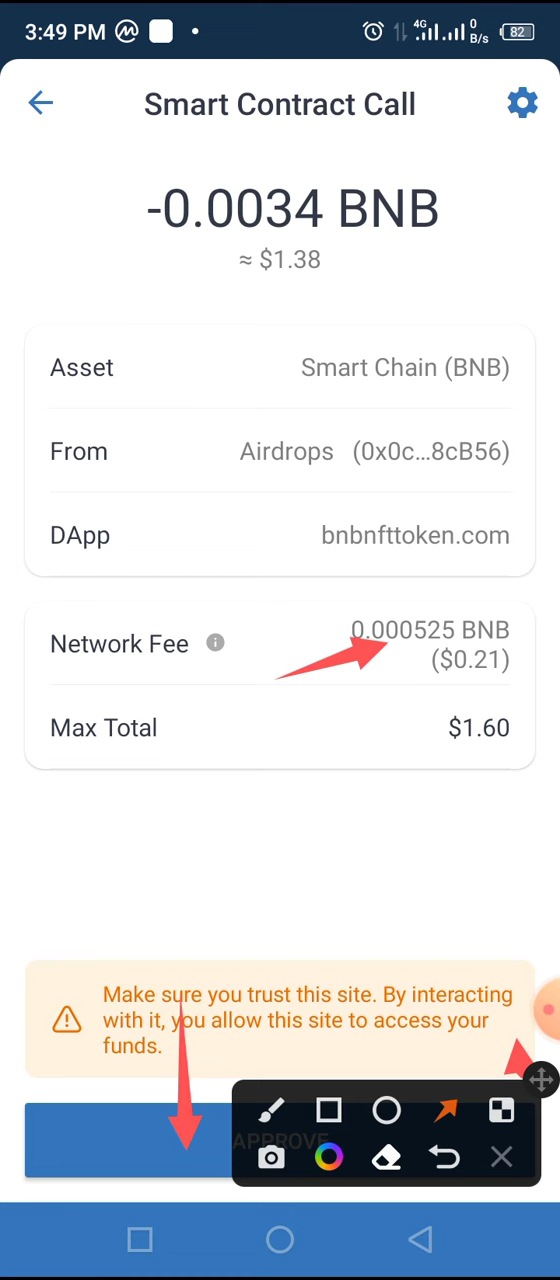 3:49 PM
4G
0
B/s
82
Smart Contract Call
-0.0034 BNB
≈ $1.38
Asset Smart Chain (BNB)
From Airdrops (0x0c...8cB56)
DApp bnbnfttoken.com
0.000525 BNB
Network Fee
($0.21)
Max Total $1.60
Make sure you trust this site. By interacting
with it, you allow this site to access your
funds.
APPROVE